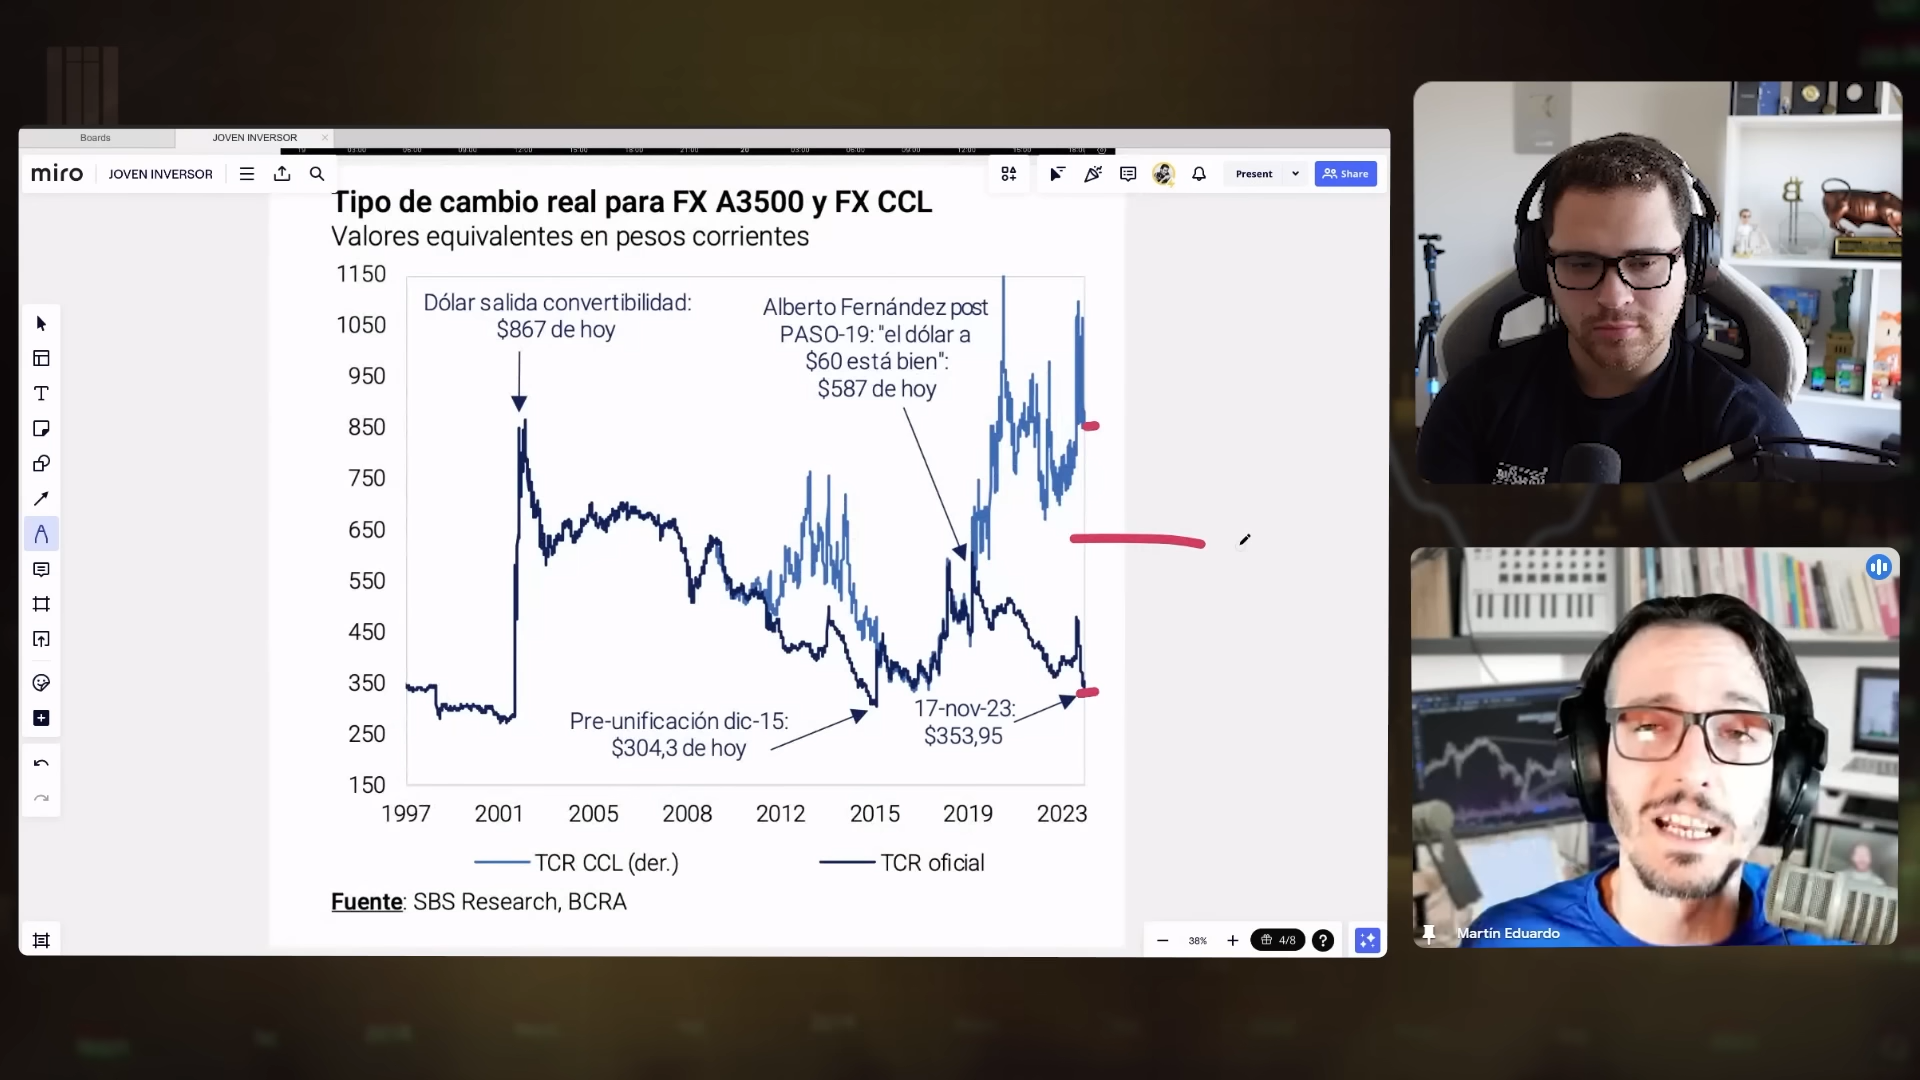 Boards
JOVEN INVERSOR
miro
JOVEN INVERSOR
Present
Share
Tipo de cambio real para FX A3500 y FX CCL
Valores equivalentes en pesos corrientes
1150
1050
950
850
750
650
550
450
350
250
150
Dólar salida convertibilidad:
$867 de hoy
Alberto Fernández post
PASO-19: "el dólar a
$60 está bien":
$587 de hoy
Pre-unificación dic-15:
$304,3 de hoy
17-nov-23:
$353,95
1997 2001 2005 2008 2012 2015 2019 2023
TCR CCL (der.) TCR oficial
Fuente: SBS Research, BCRA
38%
4/8
Martín Eduardo